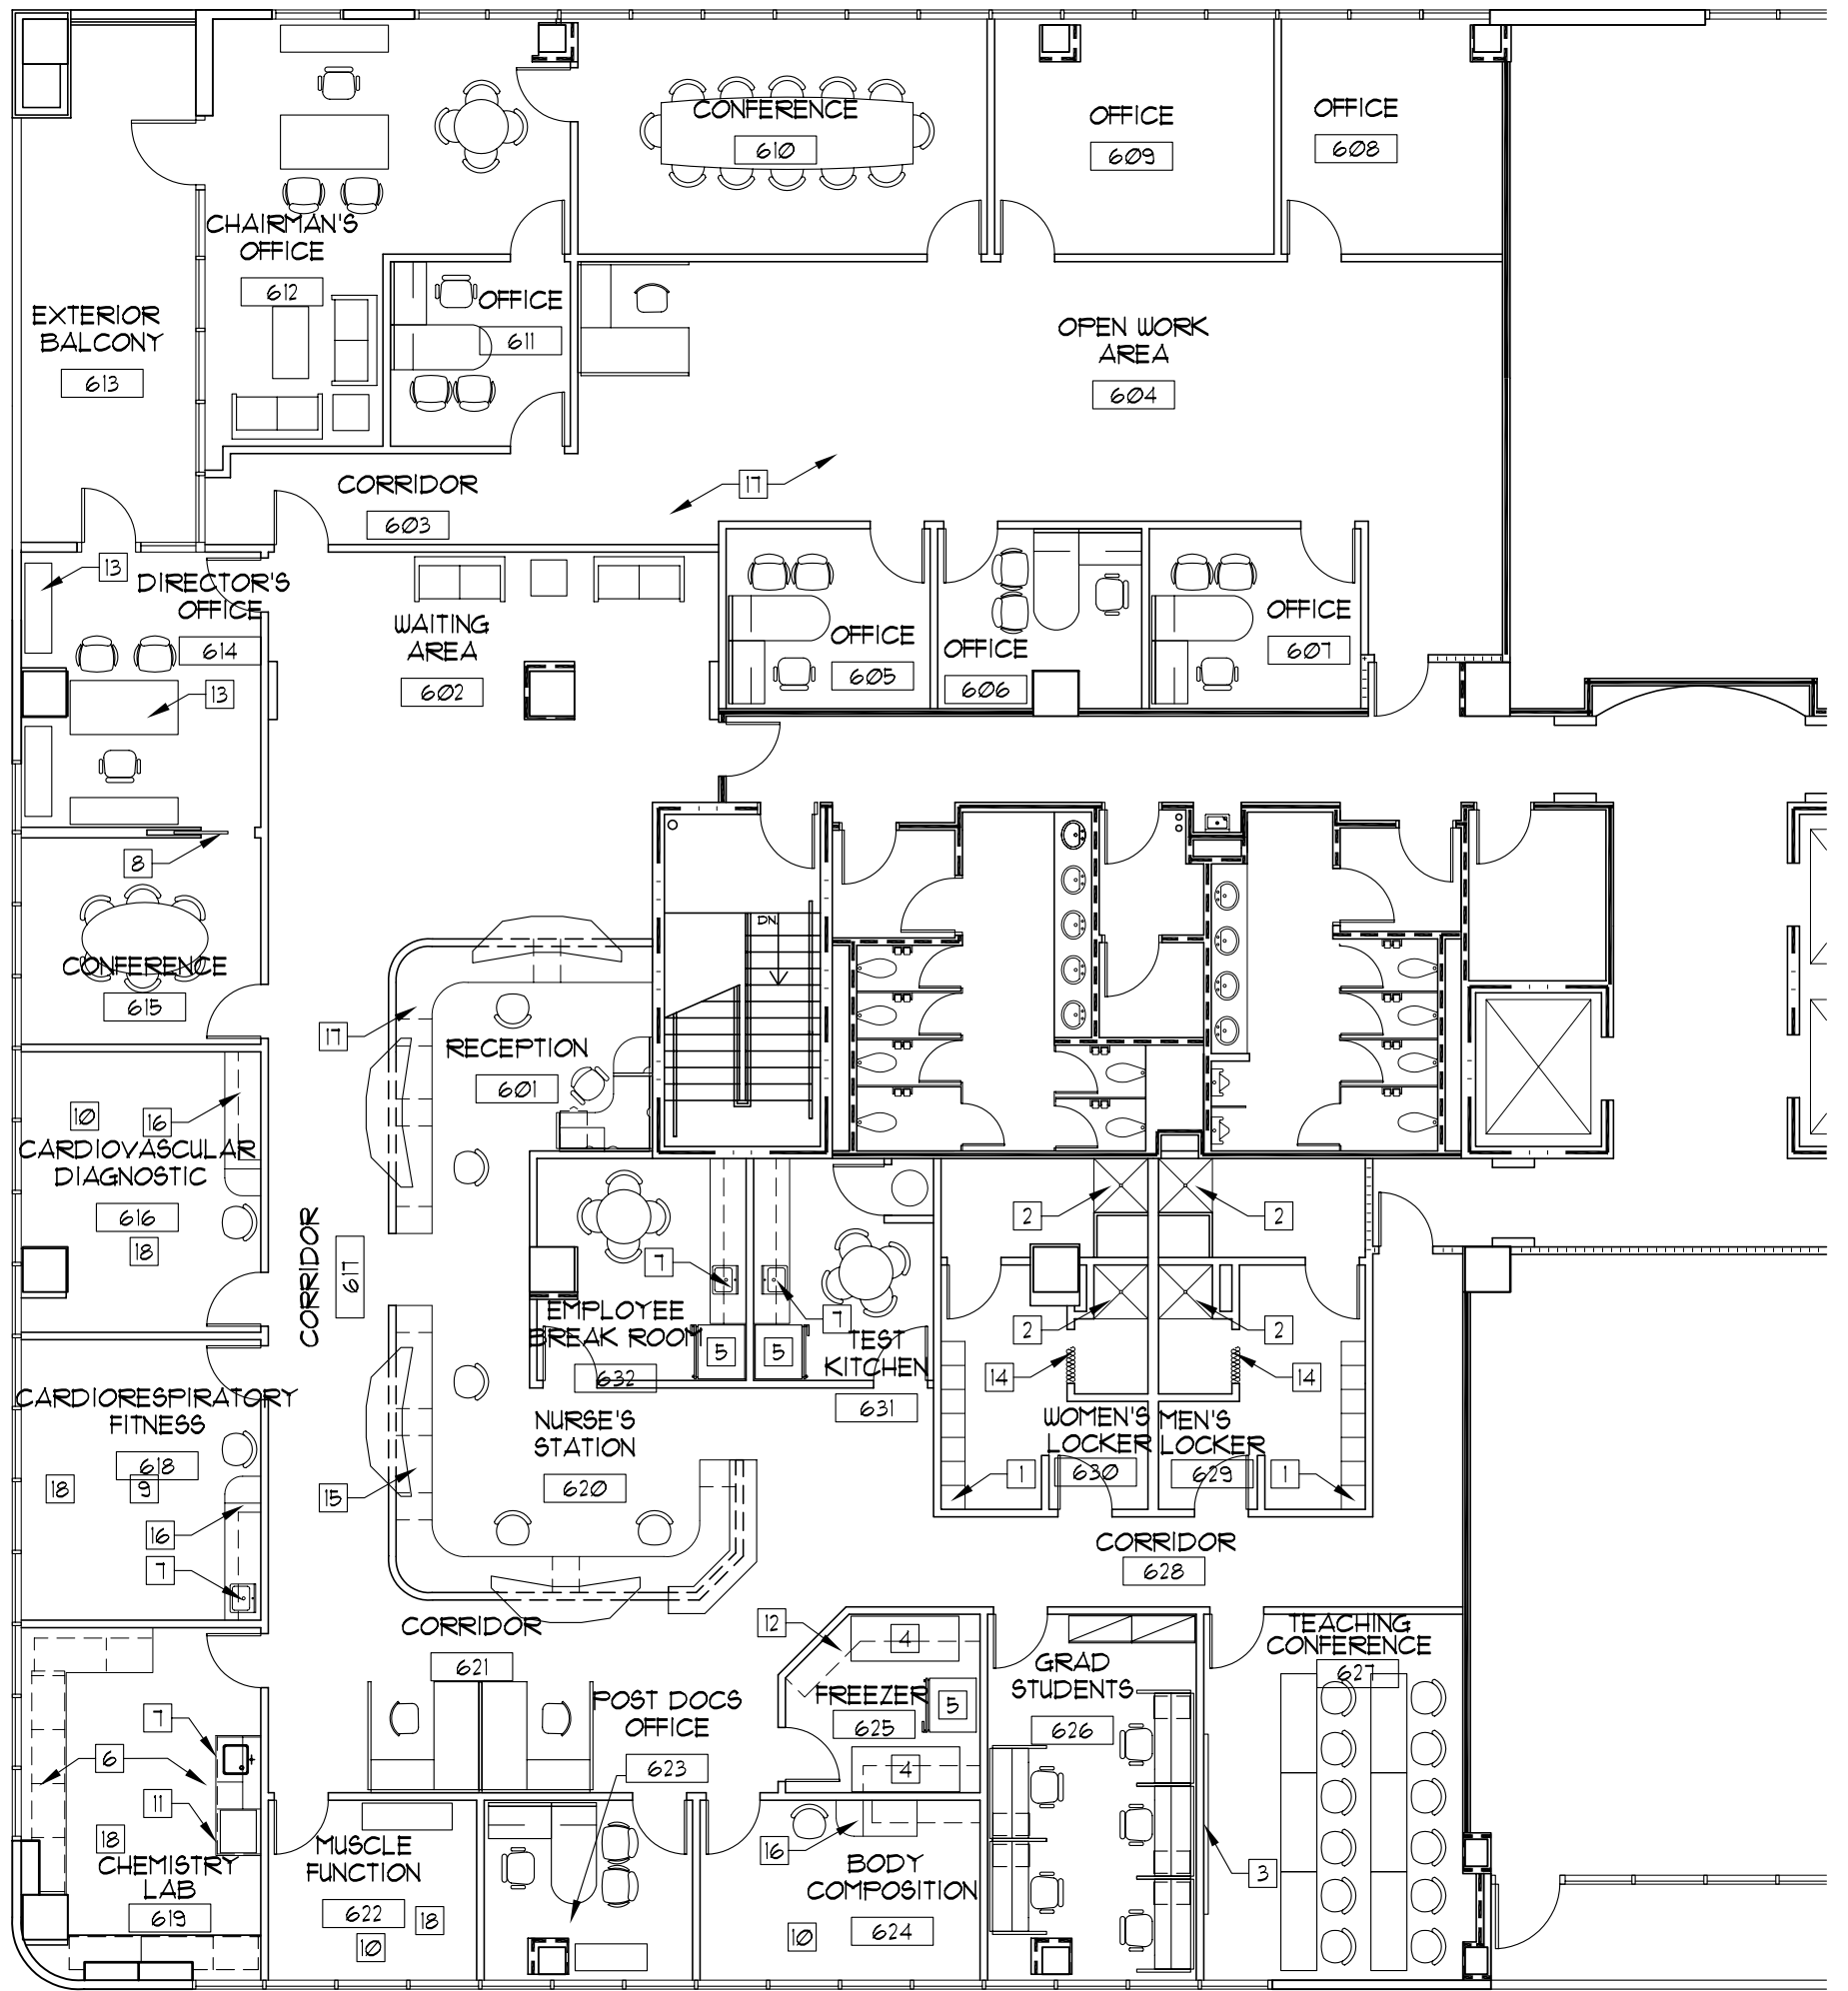 CONFERENCE
610
OFFICE
609
OFFICE
608
CHAIRMAN'S
OFFICE
612
OFFICE
611
EXTERIOR
BALCONY
613
OPEN WORK
AREA
604
CORRIDOR
603
17
13
DIRECTOR'S
OFFICE
614
13
WAITING
AREA
602
OFFICE
605
OFFICE
606
OFFICE
607
8
CONFERENCE
615
DN.
17
RECEPTION
601
10
16
CARDIOVASCULAR
DIAGNOSTIC
616
18
CORRIDOR
617
2
2
7
EMPLOYEE
BREAK ROOM
632
5
7
5
TEST
KITCHEN
631
2
2
14
14
CARDIORESPIRATORY
FITNESS
618
18
9
16
7
15
NURSE'S
STATION
620
WOMEN'S
LOCKER
630
MEN'S
LOCKER
629
1
1
CORRIDOR
628
CORRIDOR
621
12
4
FREEZER
625
5
4
GRAD
STUDENTS
626
TEACHING
CONFERENCE
627
POST DOCS
OFFICE
623
7
6
11
18
CHEMISTRY
LAB
619
MUSCLE
FUNCTION
622
18
10
16
BODY
COMPOSITION
624
10
3